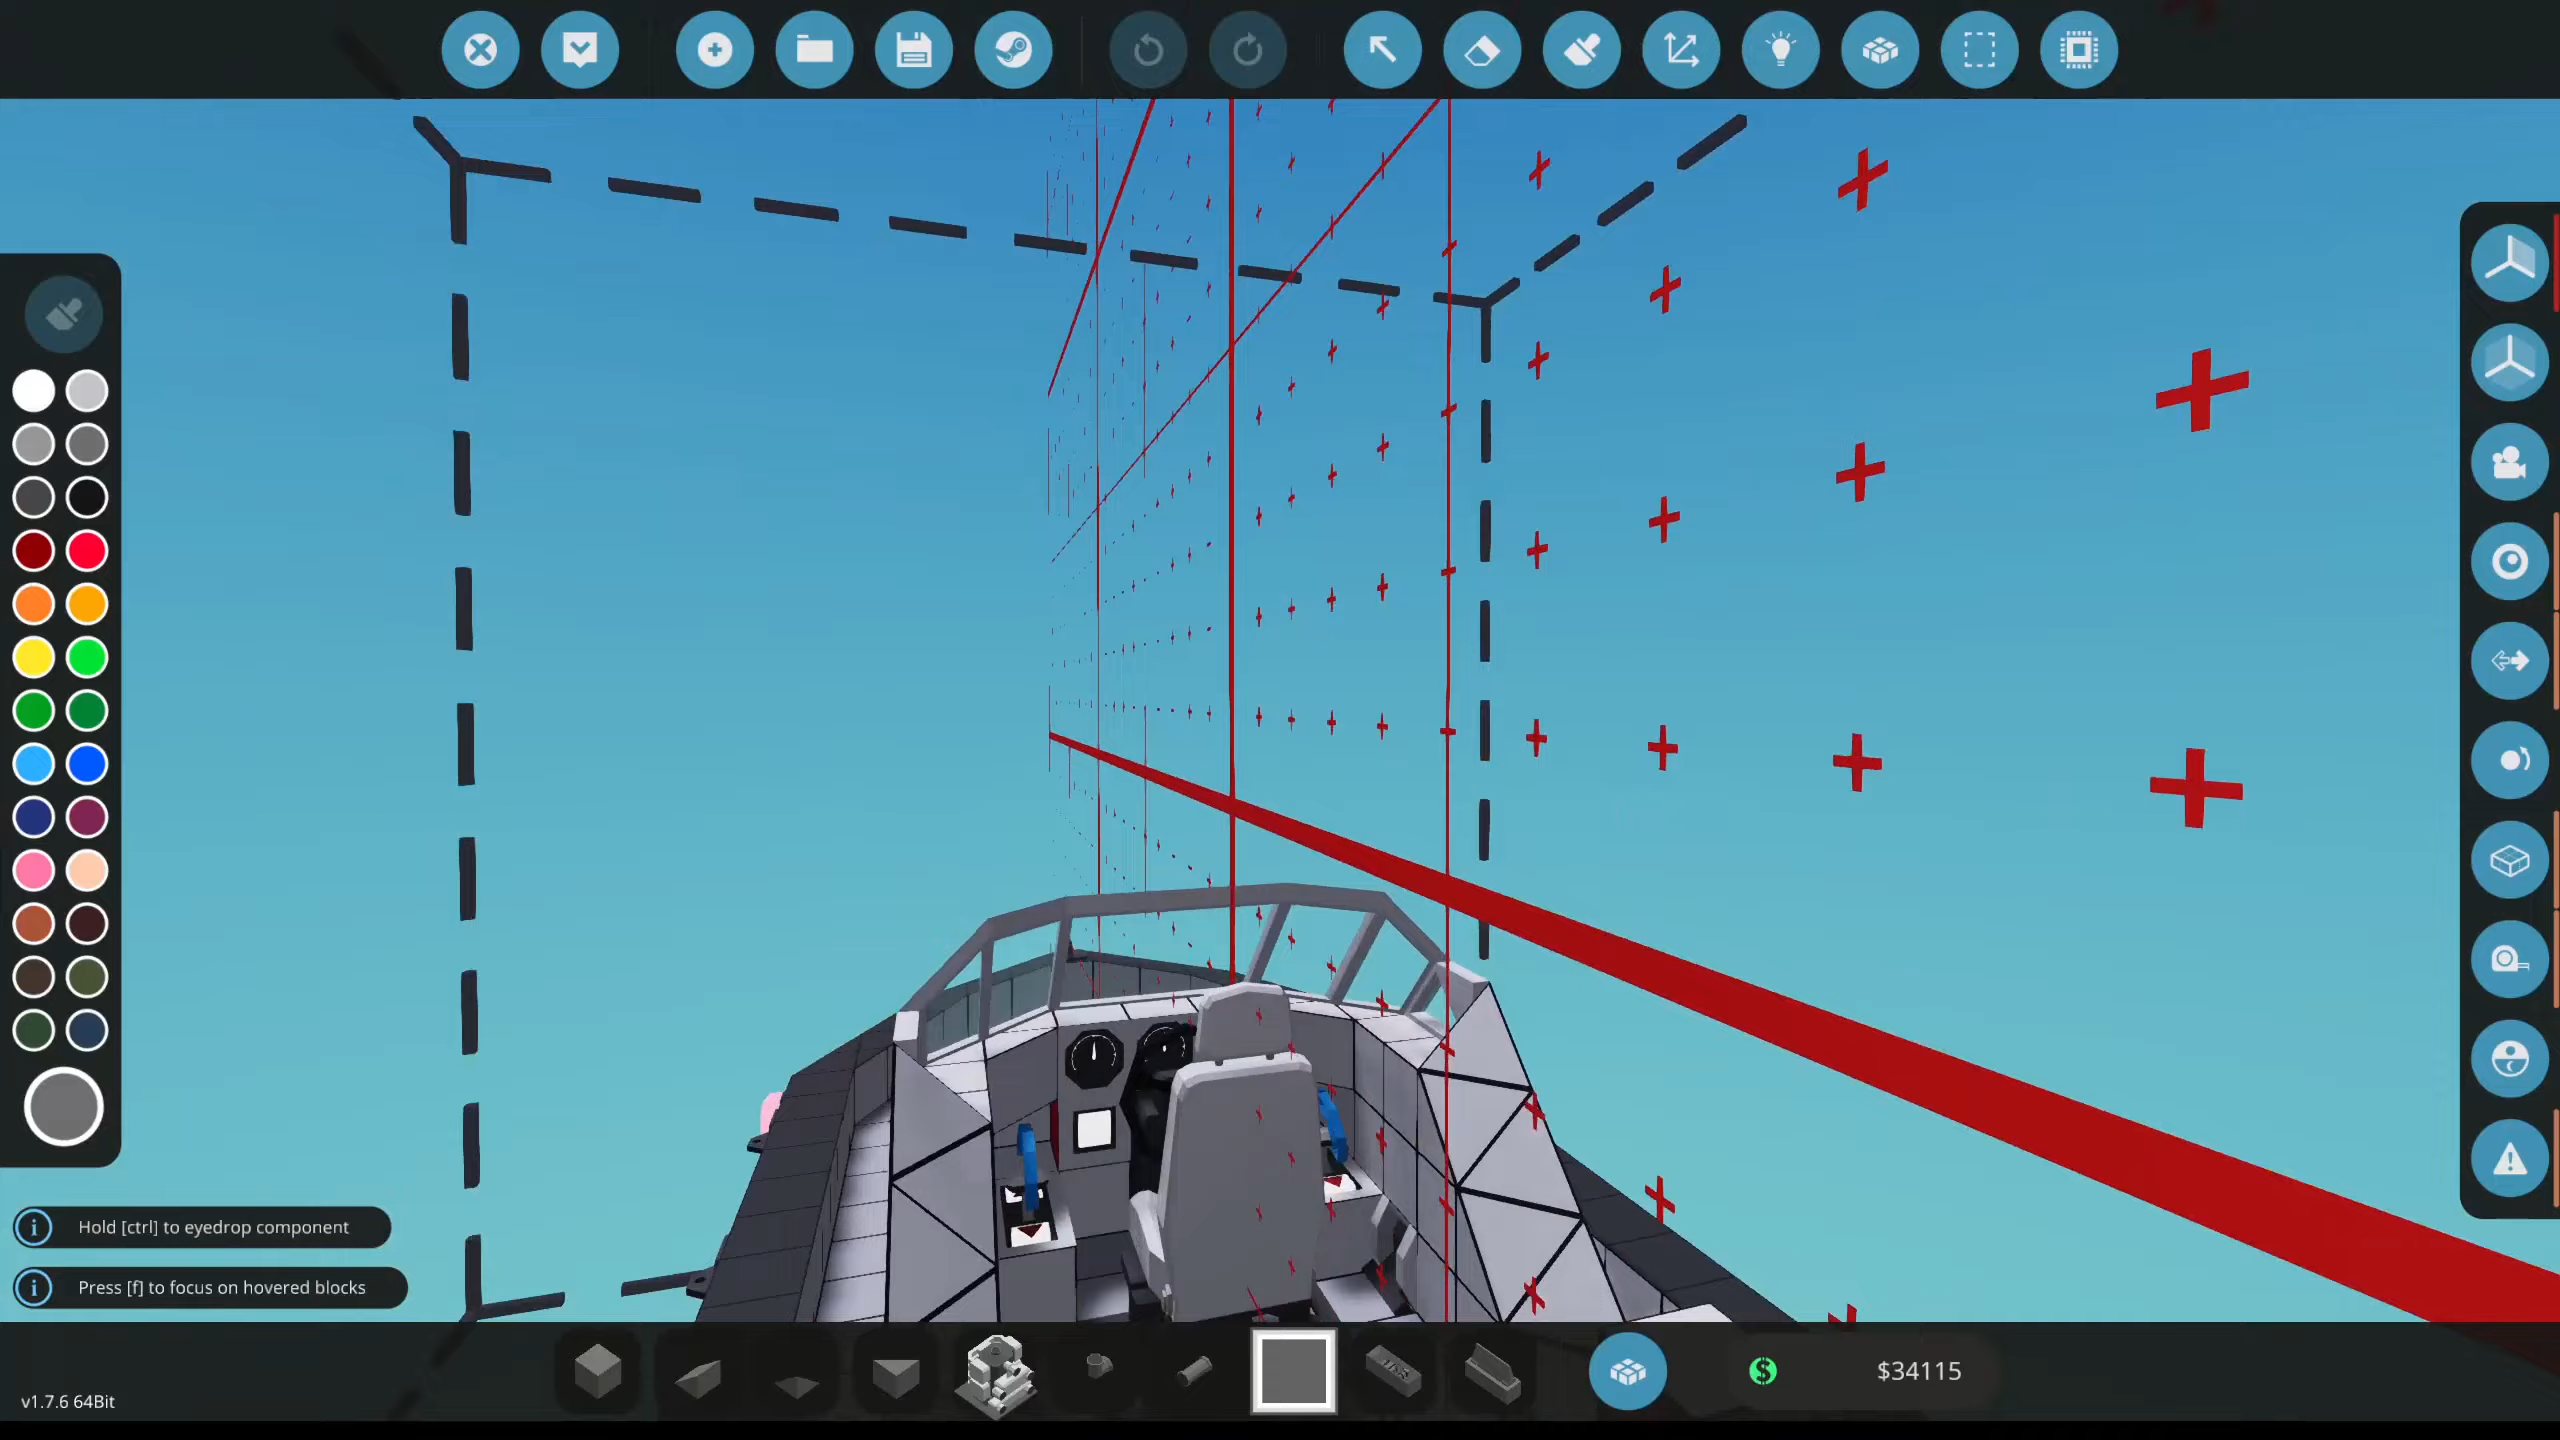 Hold [ctrl] to eyedrop component
Press [f] to focus on hovered blocks
$34115
v1.7.6 64Bit